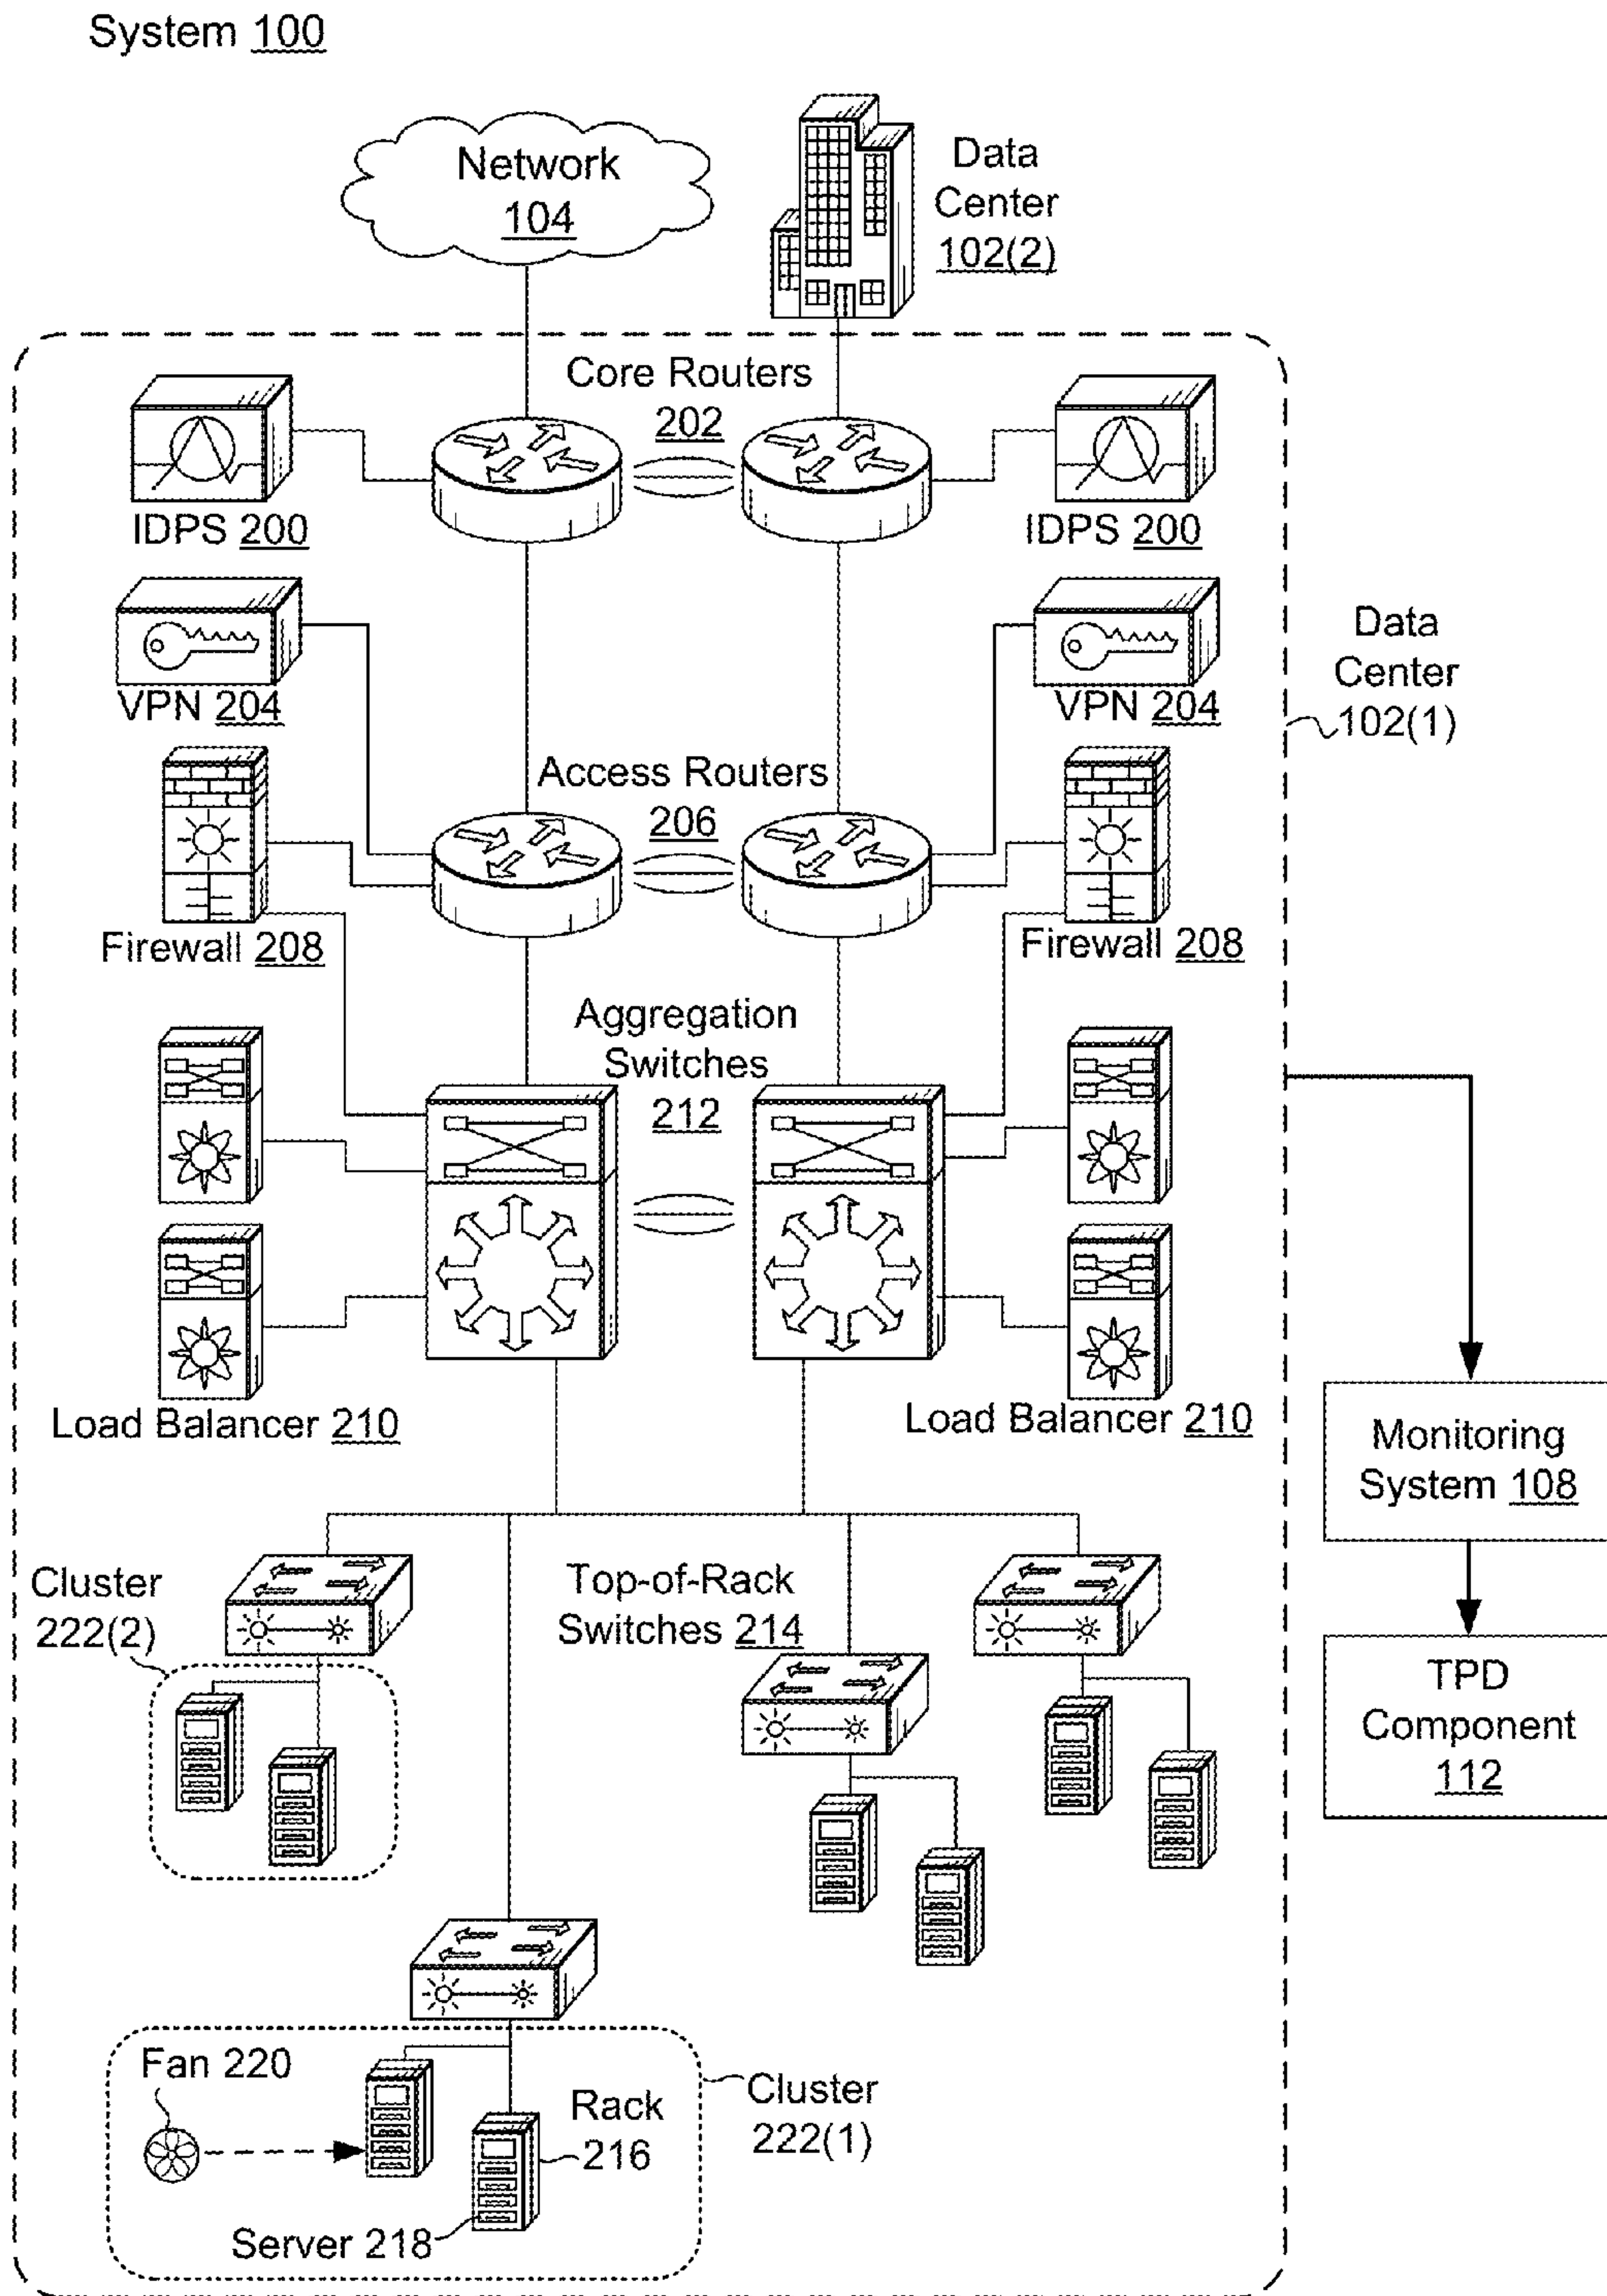 System 100
Network
104
Data
Center
102(2)
Core Routers
202
IDPS 200
IDPS 200
VPN 204
VPN 204
Data
Center
102(1)
Access Routers
206
Firewall 208
Firewall 208
Aggregation
Switches
212
Load Balancer 210
Load Balancer 210
Monitoring
System 108
Cluster
222(2)
Top-of-Rack
Switches 214
TPD
Component
112
Fan 220
Rack
216
Cluster
222(1)
Server 218